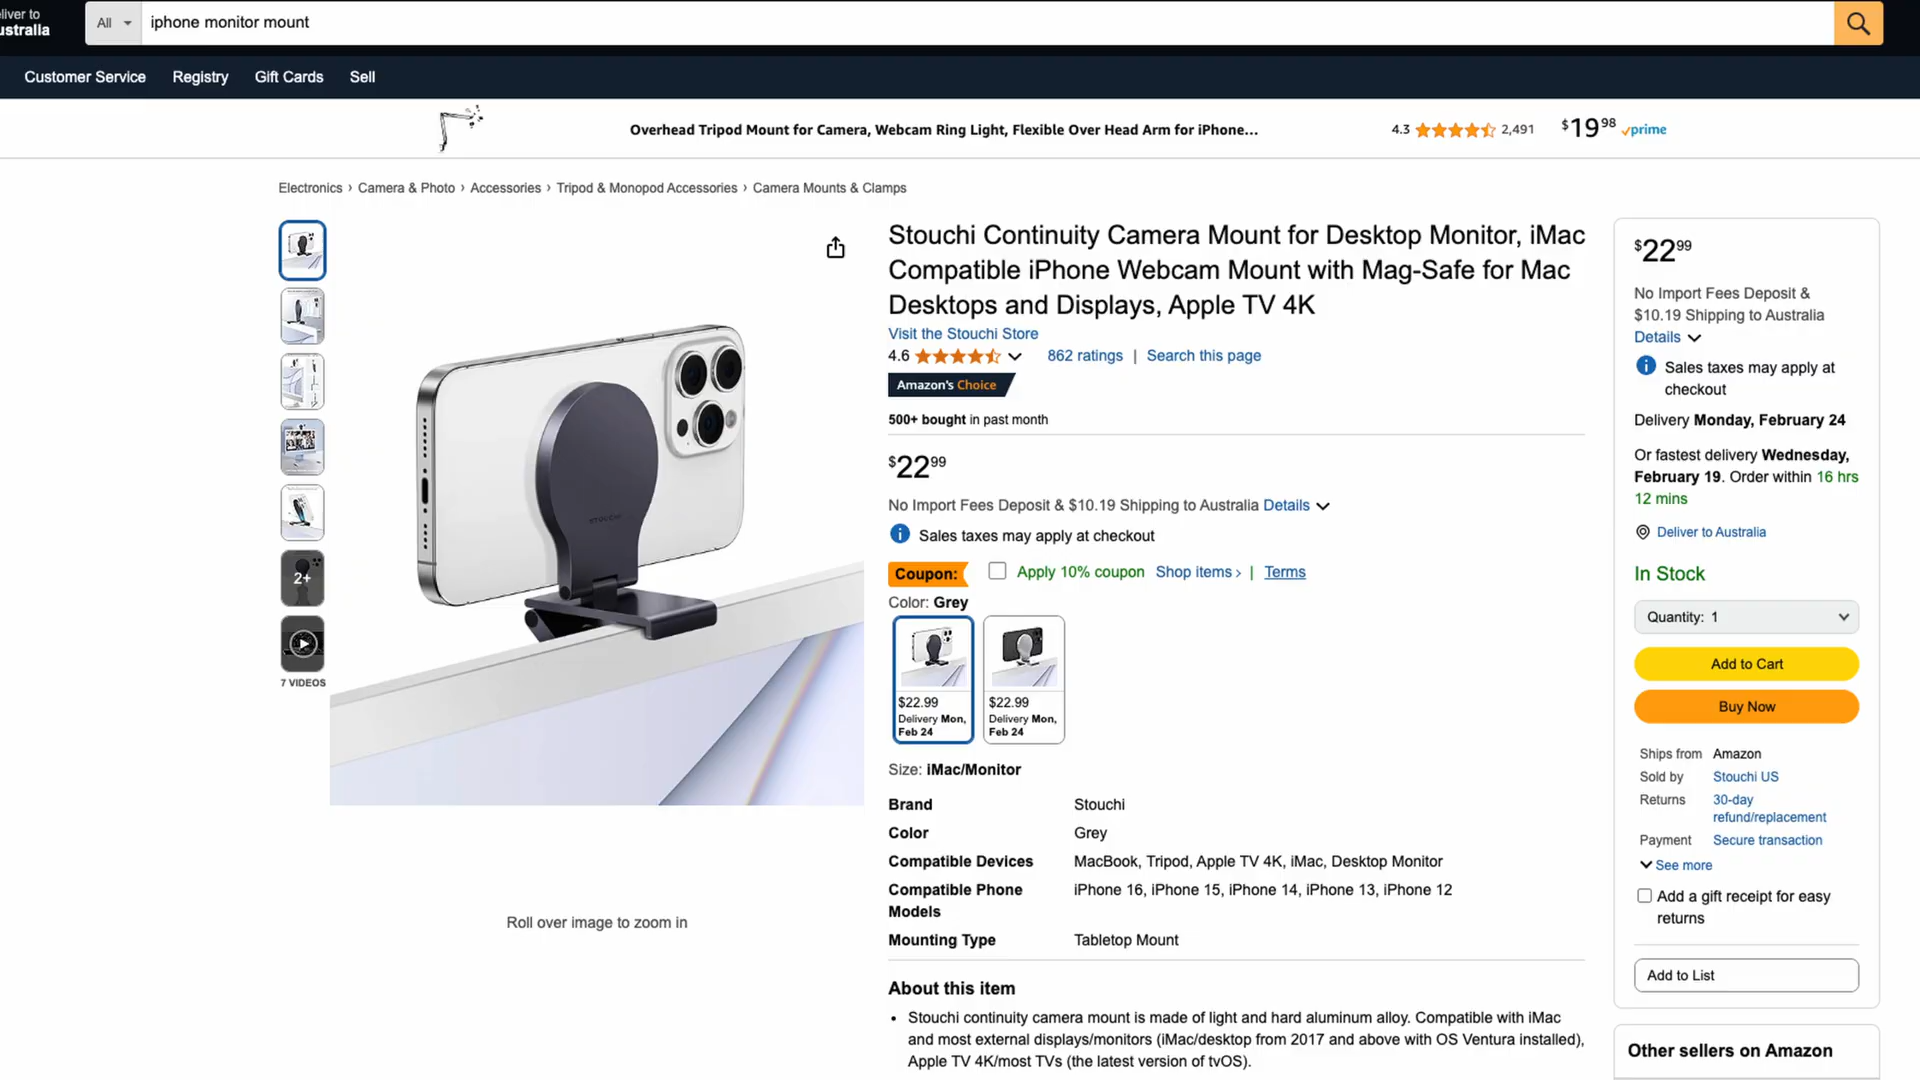 liver to
ustralia
All
iphone monitor mount
Customer Service
Registry
Gift Cards
Sell
Overhead Tripod Mount for Camera, Webcam Ring Light, Flexible Over Head Arm for iPhone...
4.3
2,491
$19 98
prime
Electronics › Camera & Photo › Accessories › Tripod & Monopod Accessories › Camera Mounts & Clamps
2+
7 VIDEOS
STOUCHI
Roll over image to zoom in
Stouchi Continuity Camera Mount for Desktop Monitor, iMac
Compatible iPhone Webcam Mount with Mag-Safe for Mac
Desktops and Displays, Apple TV 4K
Visit the Stouchi Store
4.6
862 ratings | Search this page
Amazon's Choice
500+ bought in past month
$22 99
No Import Fees Deposit & $10.19 Shipping to Australia Details
Sales taxes may apply at checkout
Coupon: Apply 10% coupon Shop items › | Terms
Color: Grey
$22.99
Delivery Mon,
Feb 24
$22.99
Delivery Mon,
Feb 24
Size: iMac/Monitor
Brand Stouchi
Color Grey
Compatible Devices MacBook, Tripod, Apple TV 4K, iMac, Desktop Monitor
Compatible Phone Models iPhone 16, iPhone 15, iPhone 14, iPhone 13, iPhone 12
Mounting Type Tabletop Mount
About this item
• Stouchi continuity camera mount is made of light and hard aluminum alloy. Compatible with iMac
and most external displays/monitors (iMac/desktop from 2017 and above with OS Ventura installed),
Apple TV 4K/most TVs (the latest version of tvOS).
$22 99
No Import Fees Deposit &
$10.19 Shipping to Australia
Details
Sales taxes may apply at
checkout
Delivery Monday, February 24
Or fastest delivery Wednesday,
February 19. Order within 16 hrs
12 mins
Deliver to Australia
In Stock
Quantity: 1
Add to Cart
Buy Now
Ships from Amazon
Sold by Stouchi US
Returns 30-day
refund/replacement
Payment Secure transaction
See more
Add a gift receipt for easy
returns
Add to List
Other sellers on Amazon